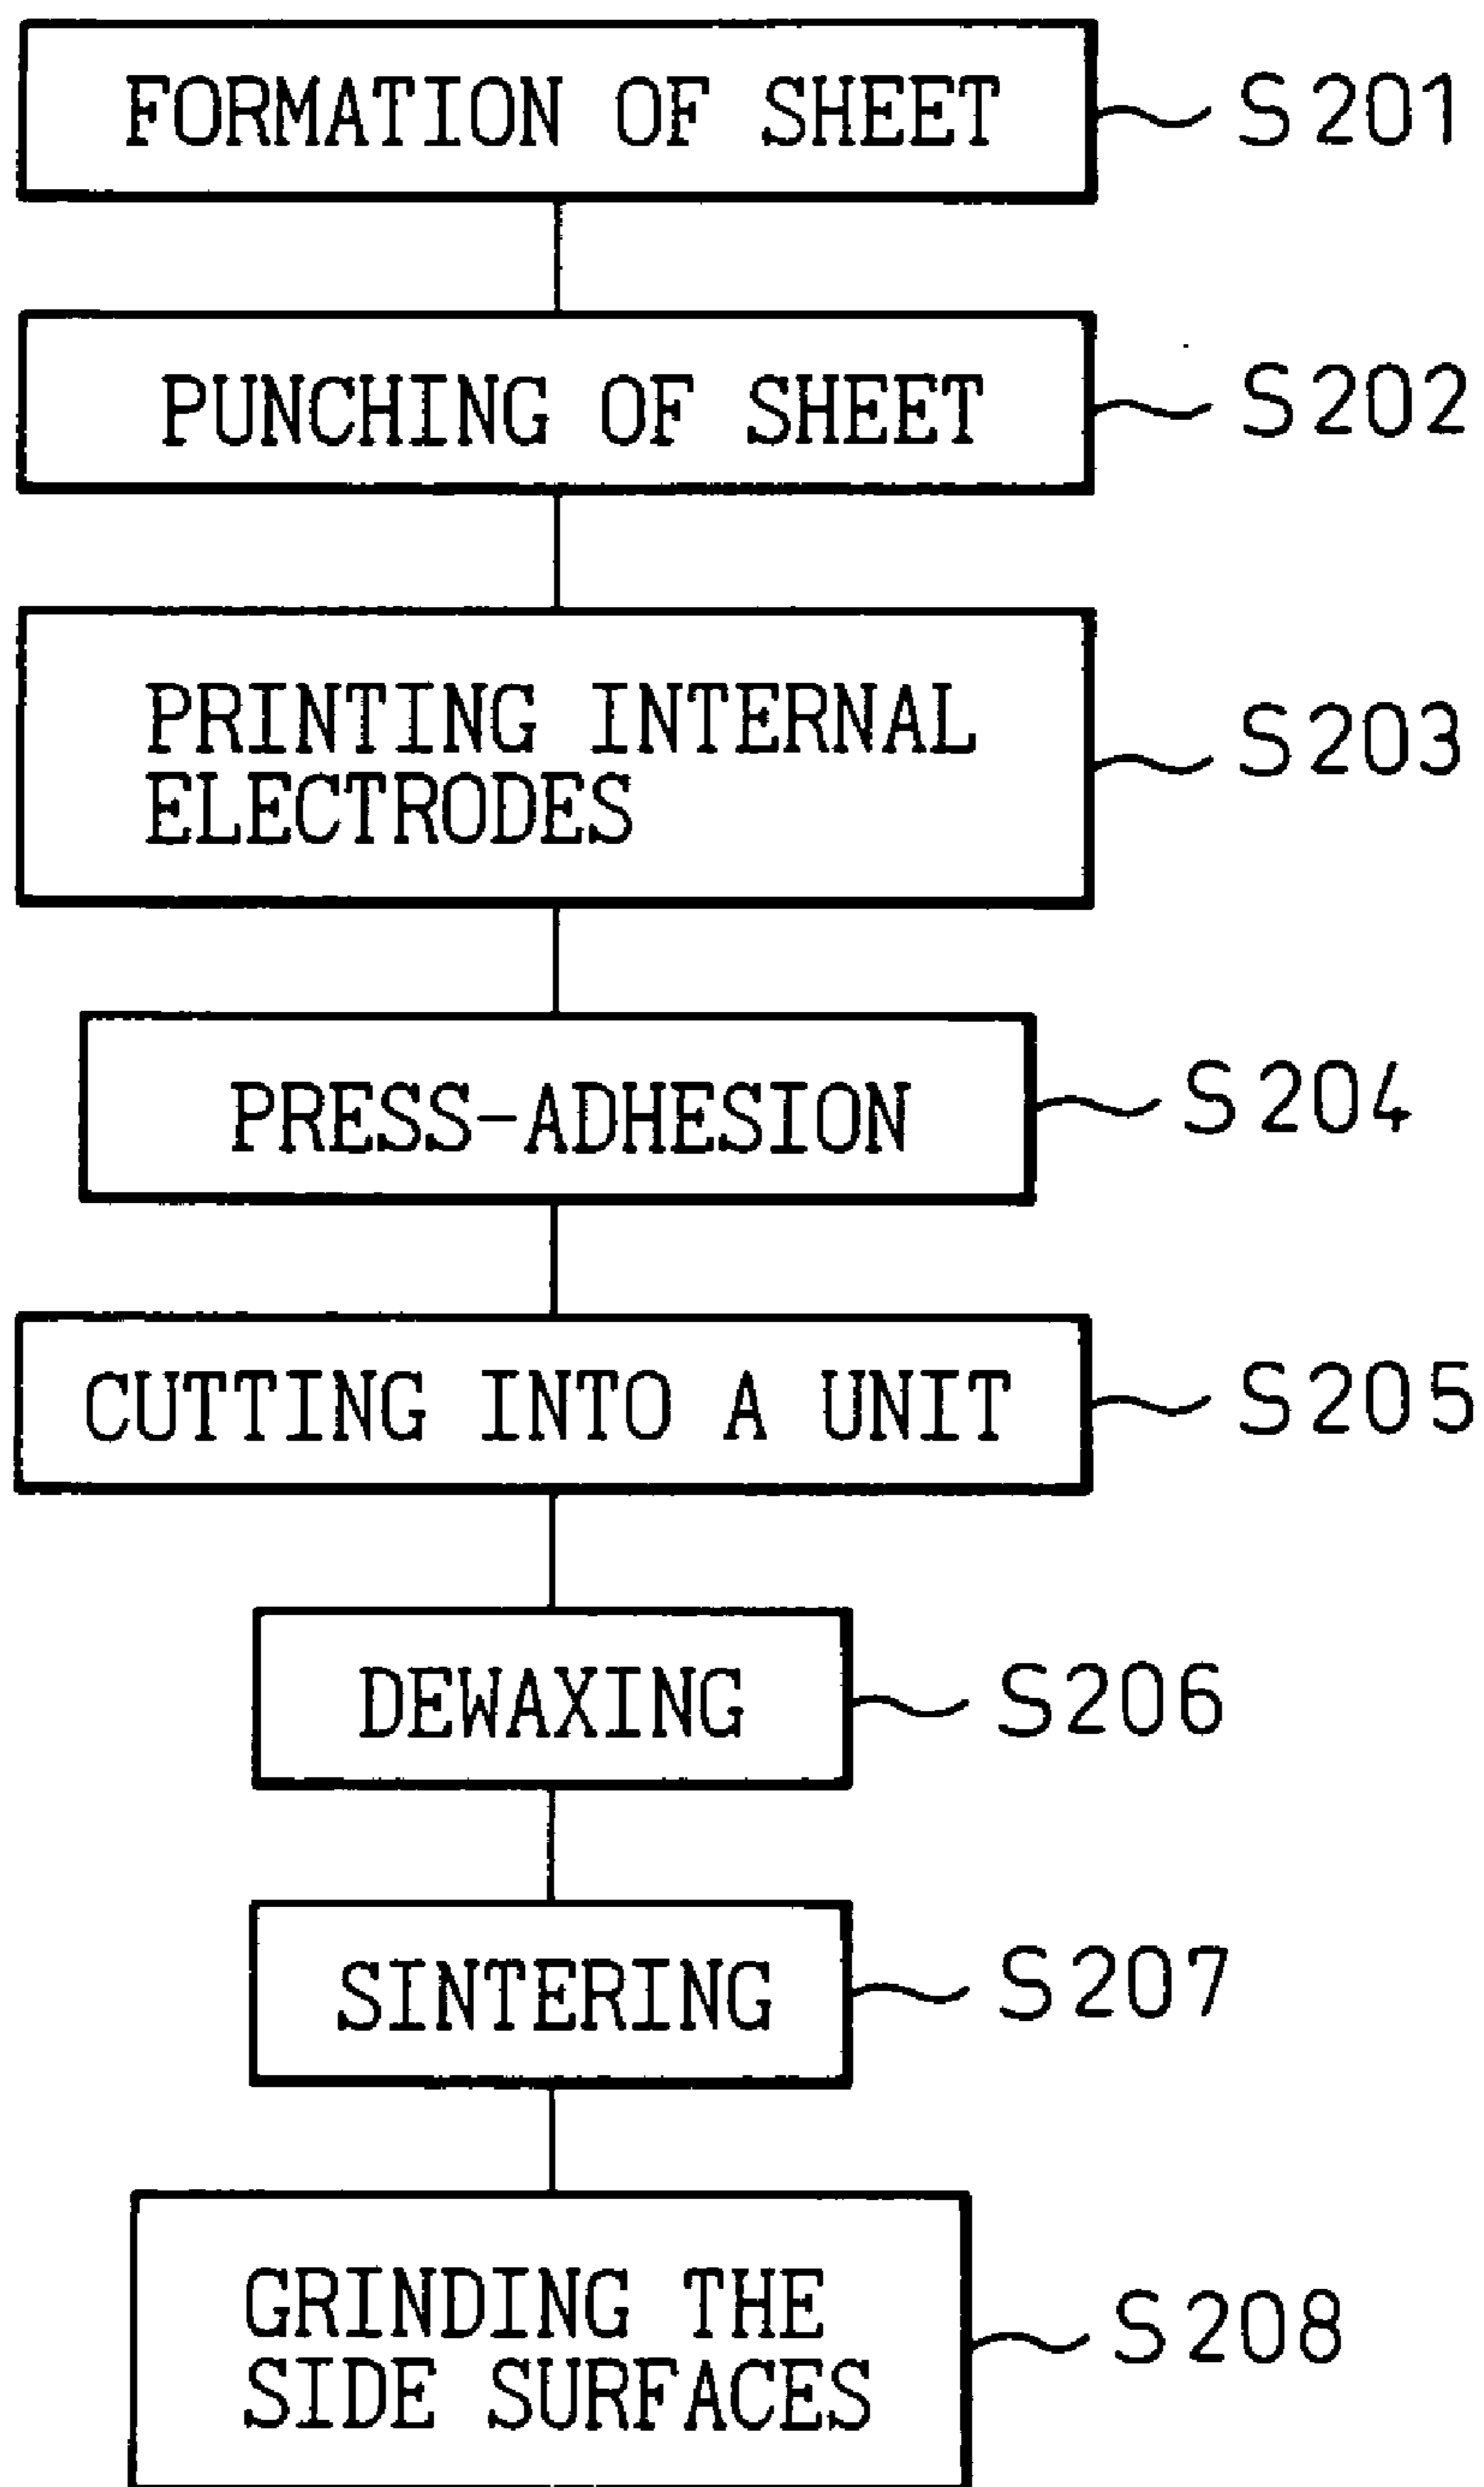 FORMATION OF SHEET S201
PUNCHING OF SHEET S202
PRINTING INTERNAL
ELECTRODES
S203
PRESS-ADHESION S204
CUTTING INTO A UNIT S205
DEWAXING S206
SINTERING S207
GRINDING THE
SIDE SURFACES
S208